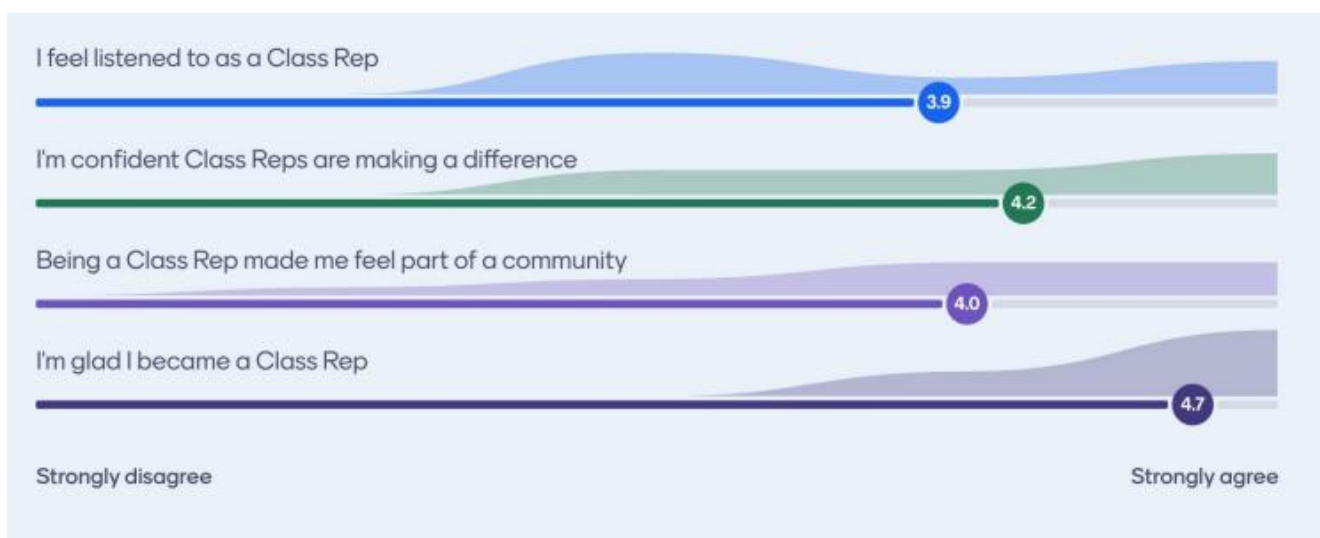 I feel listened to as a Class Rep
3.9
I'm confident Class Reps are making a difference
4.2
Being a Class Rep made me feel part of a community
4.0
I'm glad I became a Class Rep
4.7
Strongly disagree
Strongly agree